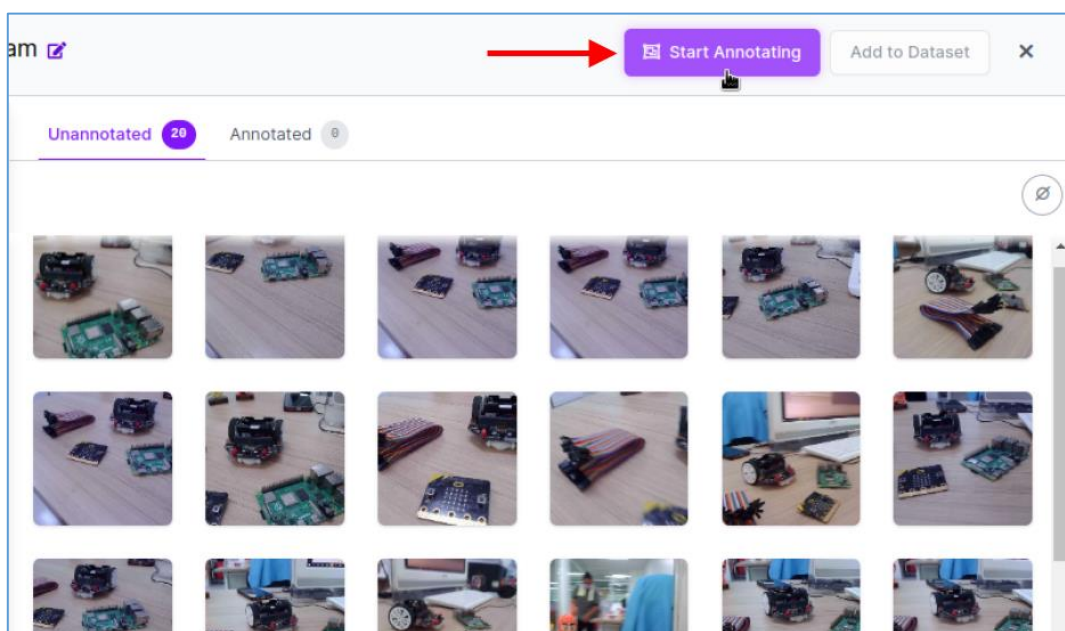 am
Start Annotating
Add to Dataset
Unannotated 20
Annotated 0